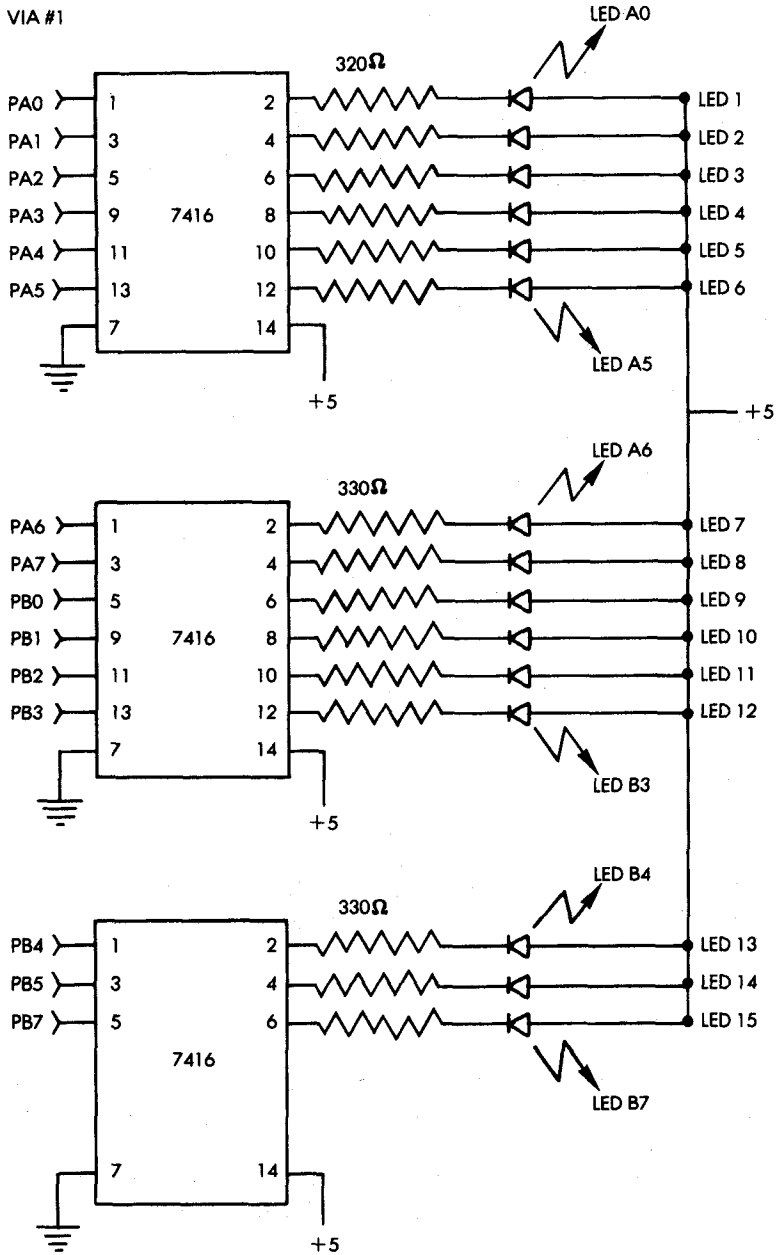 VIA #1
LED A0
320Ω
PA0 1 2 LED 1
PA1 3 4 LED 2
PA2 5 6 LED 3
PA3 9 7416 8 LED 4
PA4 11 10 LED 5
PA5 13 12 LED 6
7 14
LED A5
+5
+5
LED A6
330Ω
PA6 1 2 LED 7
PA7 3 4 LED 8
PB0 5 6 LED 9
PB1 9 7416 8 LED 10
PB2 11 10 LED 11
PB3 13 12 LED 12
7 14
LED B3
+5
LED B4
330Ω
PB4 1 2 LED 13
PB5 3 4 LED 14
PB7 5 6 LED 15
7416
LED B7
7 14
+5